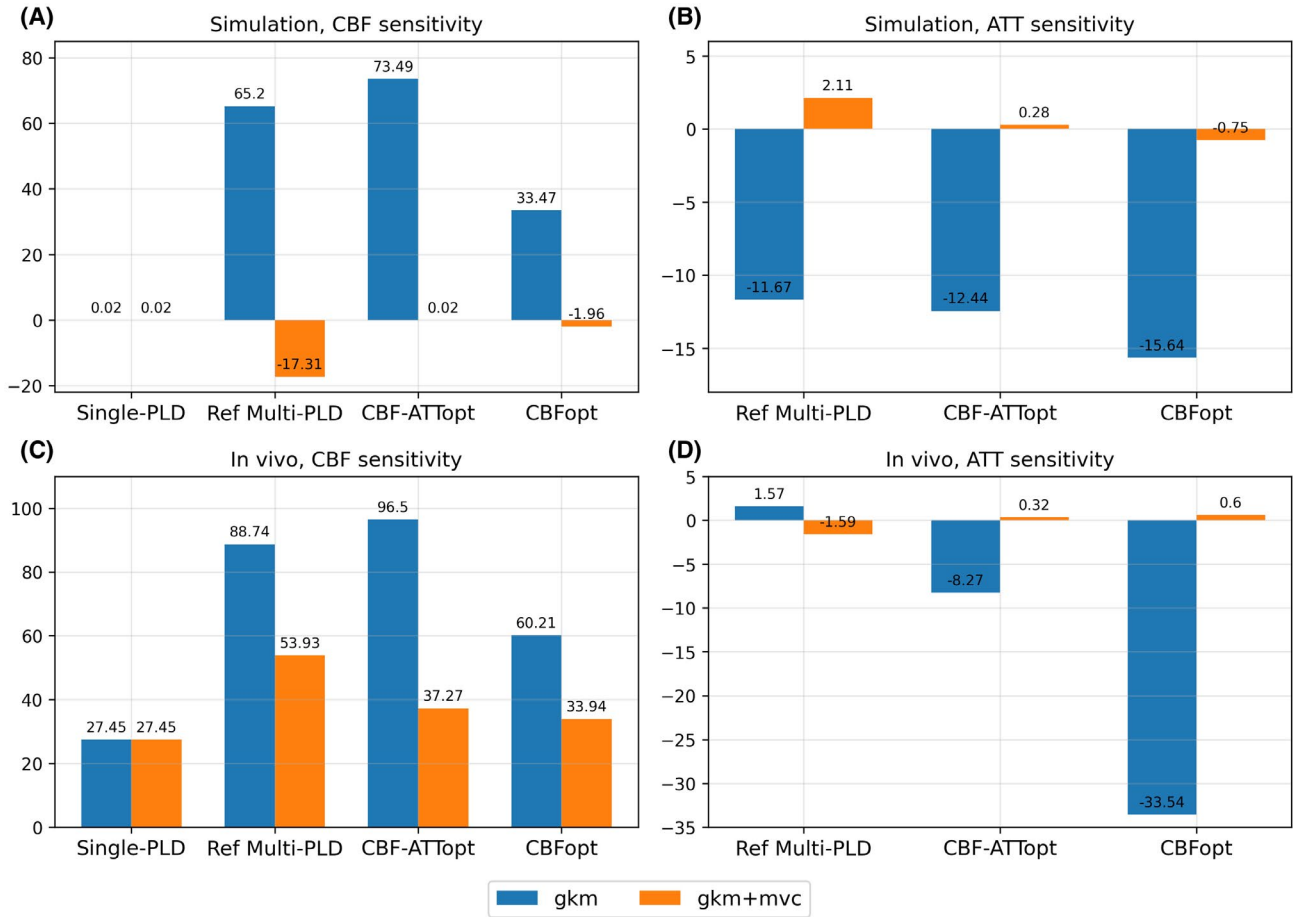 (A)
Simulation, CBF sensitivity
80
60
40
20
0
−20
0.02
0.02
65.2
-17.31
73.49
0.02
33.47
-1.96
Single-PLD
Ref Multi-PLD
CBF-ATTopt
CBFopt
(B)
Simulation, ATT sensitivity
5
0
−5
−10
−15
-11.67
2.11
-12.44
0.28
-15.64
-0.75
Ref Multi-PLD
CBF-ATTopt
CBFopt
(C)
In vivo, CBF sensitivity
100
80
60
40
20
0
27.45
27.45
88.74
53.93
96.5
37.27
60.21
33.94
Single-PLD
Ref Multi-PLD
CBF-ATTopt
CBFopt
(D)
In vivo, ATT sensitivity
5
0
−5
−10
−15
−20
−25
−30
−35
1.57
-1.59
-8.27
0.32
-33.54
0.6
Ref Multi-PLD
CBF-ATTopt
CBFopt
gkm
gkm+mvc